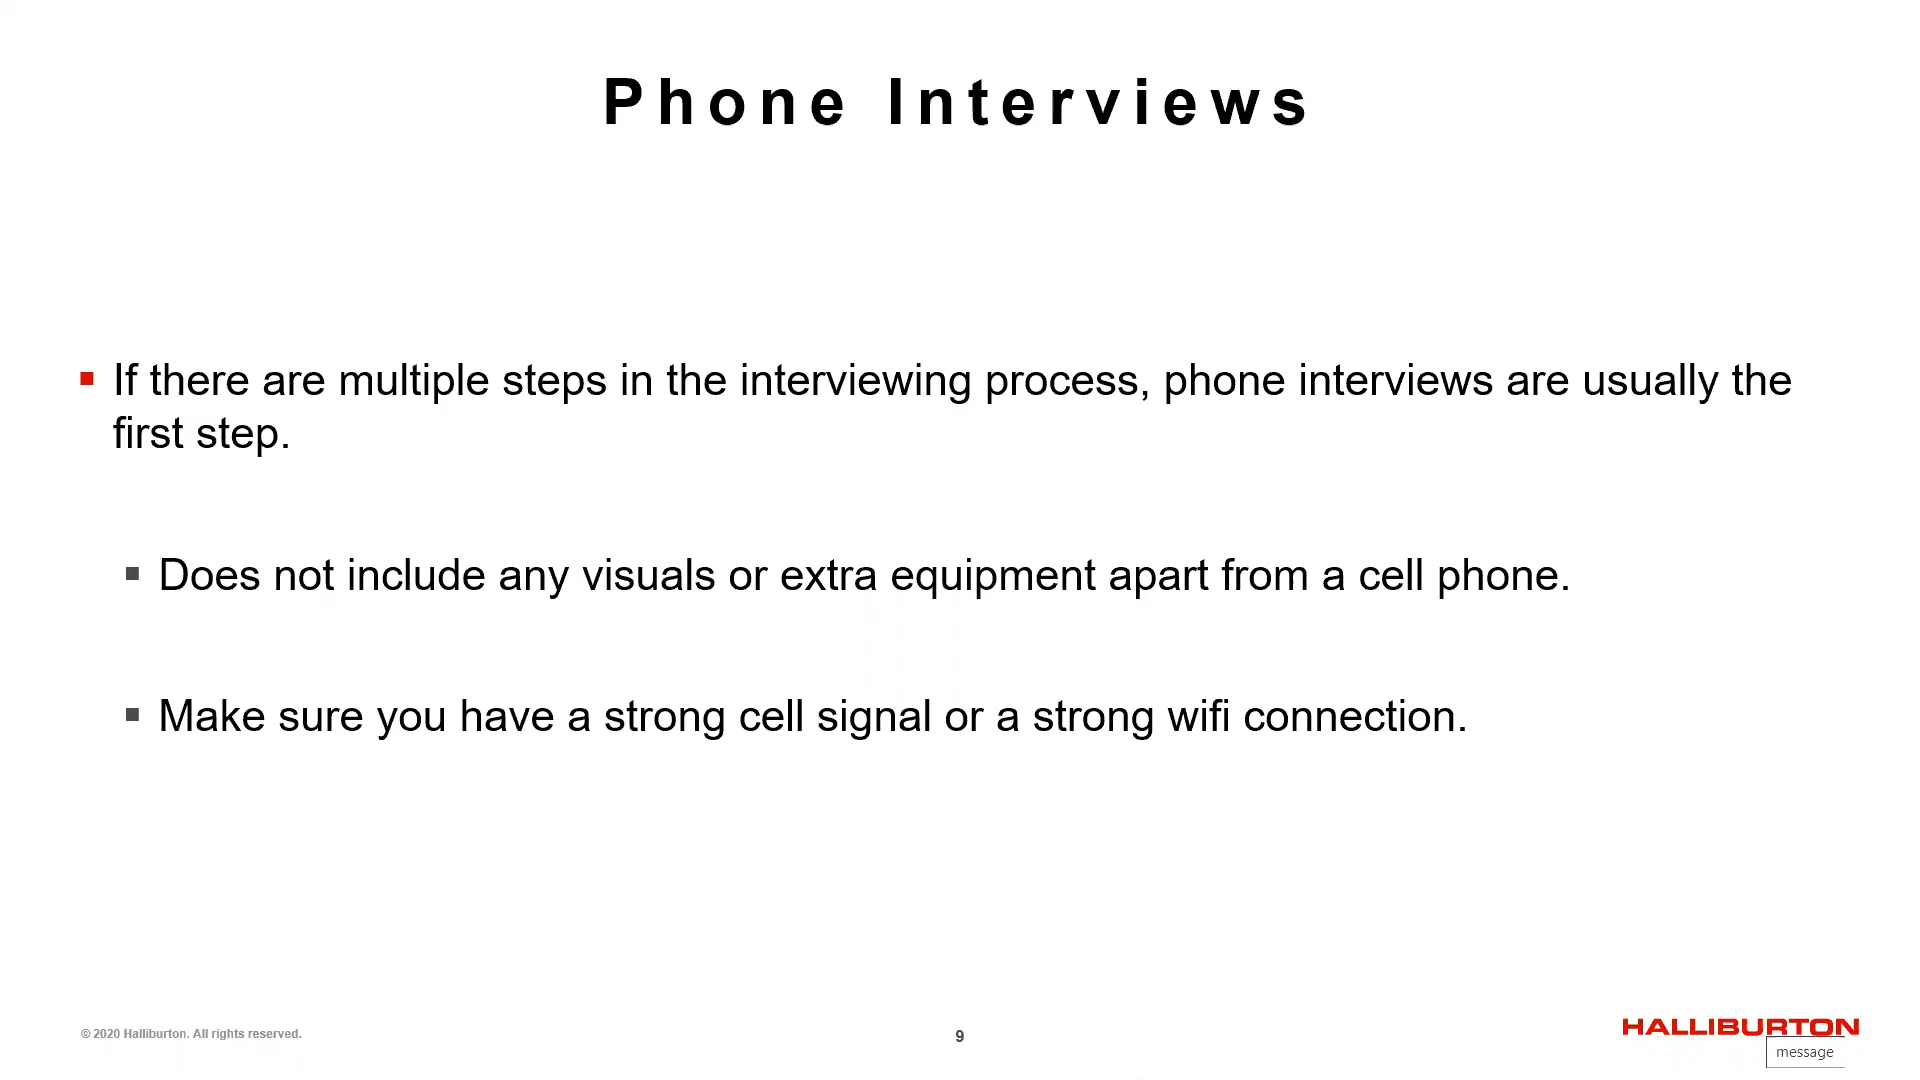 Phone Interviews
If there are multiple steps in the interviewing process, phone interviews are usually the
first step.
Does not include any visuals or extra equipment apart from a cell phone.
Make sure you have a strong cell signal or a strong wifi connection.
© 2020 Halliburton. All rights reserved.
9
HALLIBURTON
message